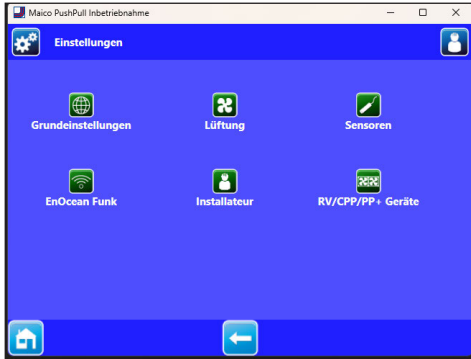 Maico PushPull Inbetriebnahme
Einstellungen
Grundeinstellungen
Lüftung
Sensoren
EnOcean Funk
Installateur
RV/CPP/PP+ Geräte